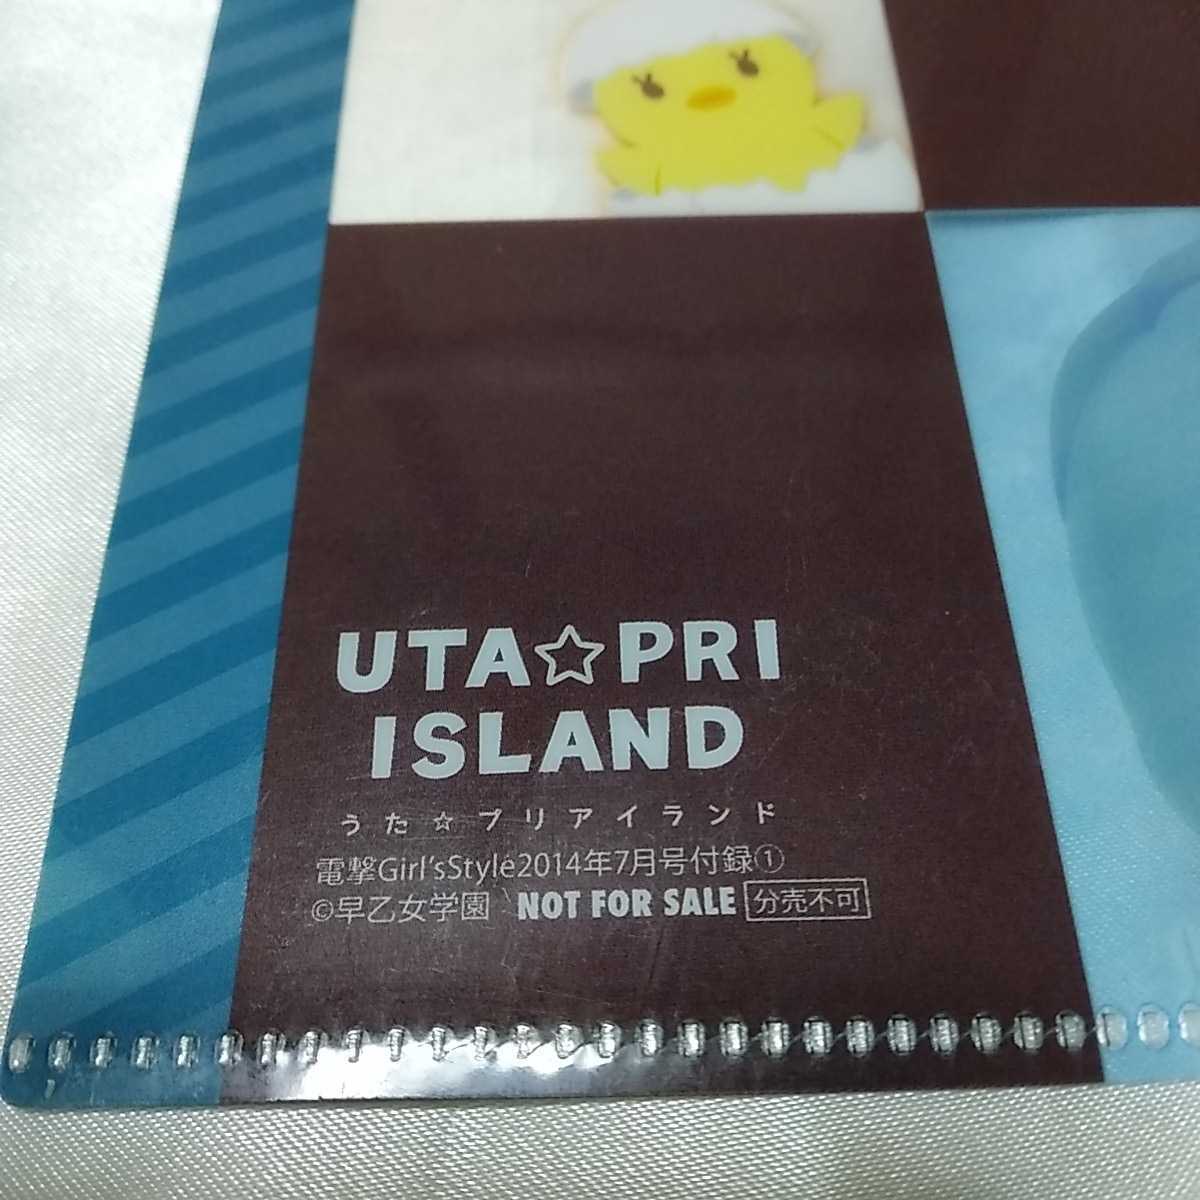 UTA☆PRI
ISLAND
うた☆プリアイランド
電撃Girl'sStyle2014年7月号付録①
©早乙女学園 NOT FOR SALE 分売不可